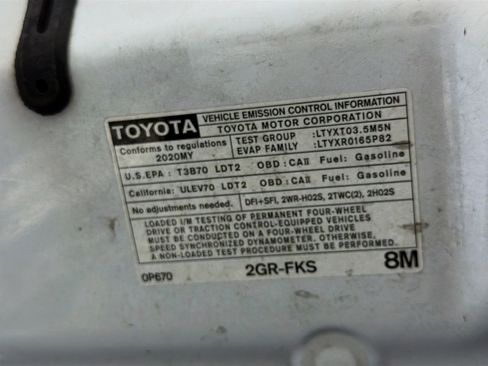 TOYOTA
VEHICLE EMISSION CONTROL INFORMATION
TOYOTA MOTOR CORPORATION
Conforms to regulations
2020MY
TEST GROUP :LTYXT03.5M5N
EVAP FAMILY :LTYXR0165P82
U.S.EPA : T3B70 LDT2 OBD:CAII Fuel: Gasoline
California: ULEV70 LDT2 OBD:CAII Fuel: Gasoline
No adjustments needed. DFI+SFI, 2WR-HO2S, 2TWC(2), 2HO2S
LOADED I/M TESTING OF PERMANENT FOUR-WHEEL
DRIVE OR TRACTION CONTROL-EQUIPPED VEHICLES
MUST BE CONDUCTED ON A FOUR-WHEEL DRIVE
SPEED SYNCHRONIZED DYNAMOMETER. OTHERWISE,
A NON-LOADED TEST PROCEDURE MUST BE PERFORMED.
0P670 2GR-FKS 8M